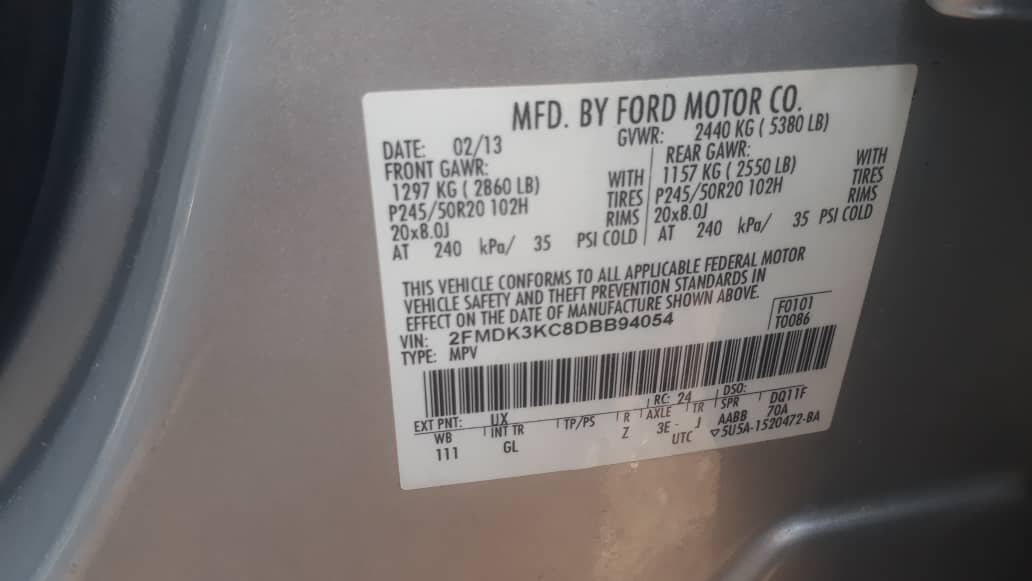 MFD. BY FORD MOTOR CO.
DATE: 02/13 GVWR: 2440 KG ( 5380 LB)
FRONT GAWR: REAR GAWR:
1297 KG ( 2860 LB) WITH 1157 KG ( 2550 LB) WITH
P245/50R20 102H TIRES P245/50R20 102H TIRES
20x8.0J RIMS 20x8.0J RIMS
AT 240 kPa/ 35 PSI COLD AT 240 kPa/ 35 PSI COLD
THIS VEHICLE CONFORMS TO ALL APPLICABLE FEDERAL MOTOR
VEHICLE SAFETY AND THEFT PREVENTION STANDARDS IN
EFFECT ON THE DATE OF MANUFACTURE SHOWN ABOVE.
VIN: 2FMDK3KC8DBB94054 F0101
TYPE: MPV T0086
EXT PNT: UX RC: 24 DSO: DQ11F
WB INT TR TP/PS R AXLE TR SPR 70A
111 GL Z 3E - J AABB
UTC ▽5U5A-1520472-BA